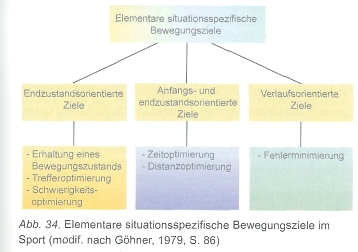 Elementare situationsspezifische
Bewegungsziele
Endzustandsorientierte
Ziele
Anfangs- und
endzustandsorientierte
Ziele
Verlaufsorientierte
Ziele
- Erhaltung eines
Bewegungszustands
- Trefferoptimierung
- Schwierigkeits-
optimierung
- Zeitoptimierung
- Distanzoptimierung
- Fehlerminimierung
Abb. 34. Elementare situationsspezifische Bewegungsziele im
Sport (modif. nach Göhner, 1979, S. 86)